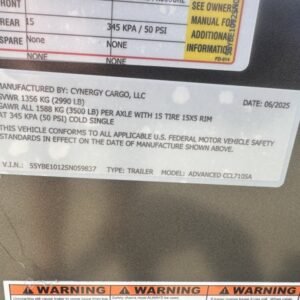 SEE OWNERS
MANUAL FOR
ADDITIONAL
INFORMATION
REAR 15 345 KPA / 50 PSI
SPARE None None
NONE NONE
MANUFACTURED BY: CYNERGY CARGO, LLC
GVWR 1356 KG (2990 LB) DATE: 06/2025
GAWR ALL 1588 KG (3500 LB) PER AXLE WITH 15 TIRE 15X5 RIM
AT 345 KPA / 50 PSI) COLD SINGLE
THIS VEHICLE CONFORMS TO ALL APPLICABLE U.S. FEDERAL MOTOR VEHICLE SAFETY
STANDARDS IN EFFECT ON THE DATE OF MANUFACTURE SHOWN ABOVE.
V.I.N.: 5SYBE1012SN059837 TYPE: TRAILER MODEL: ADVANCED CCL710SA
WARNING WARNING WARNING